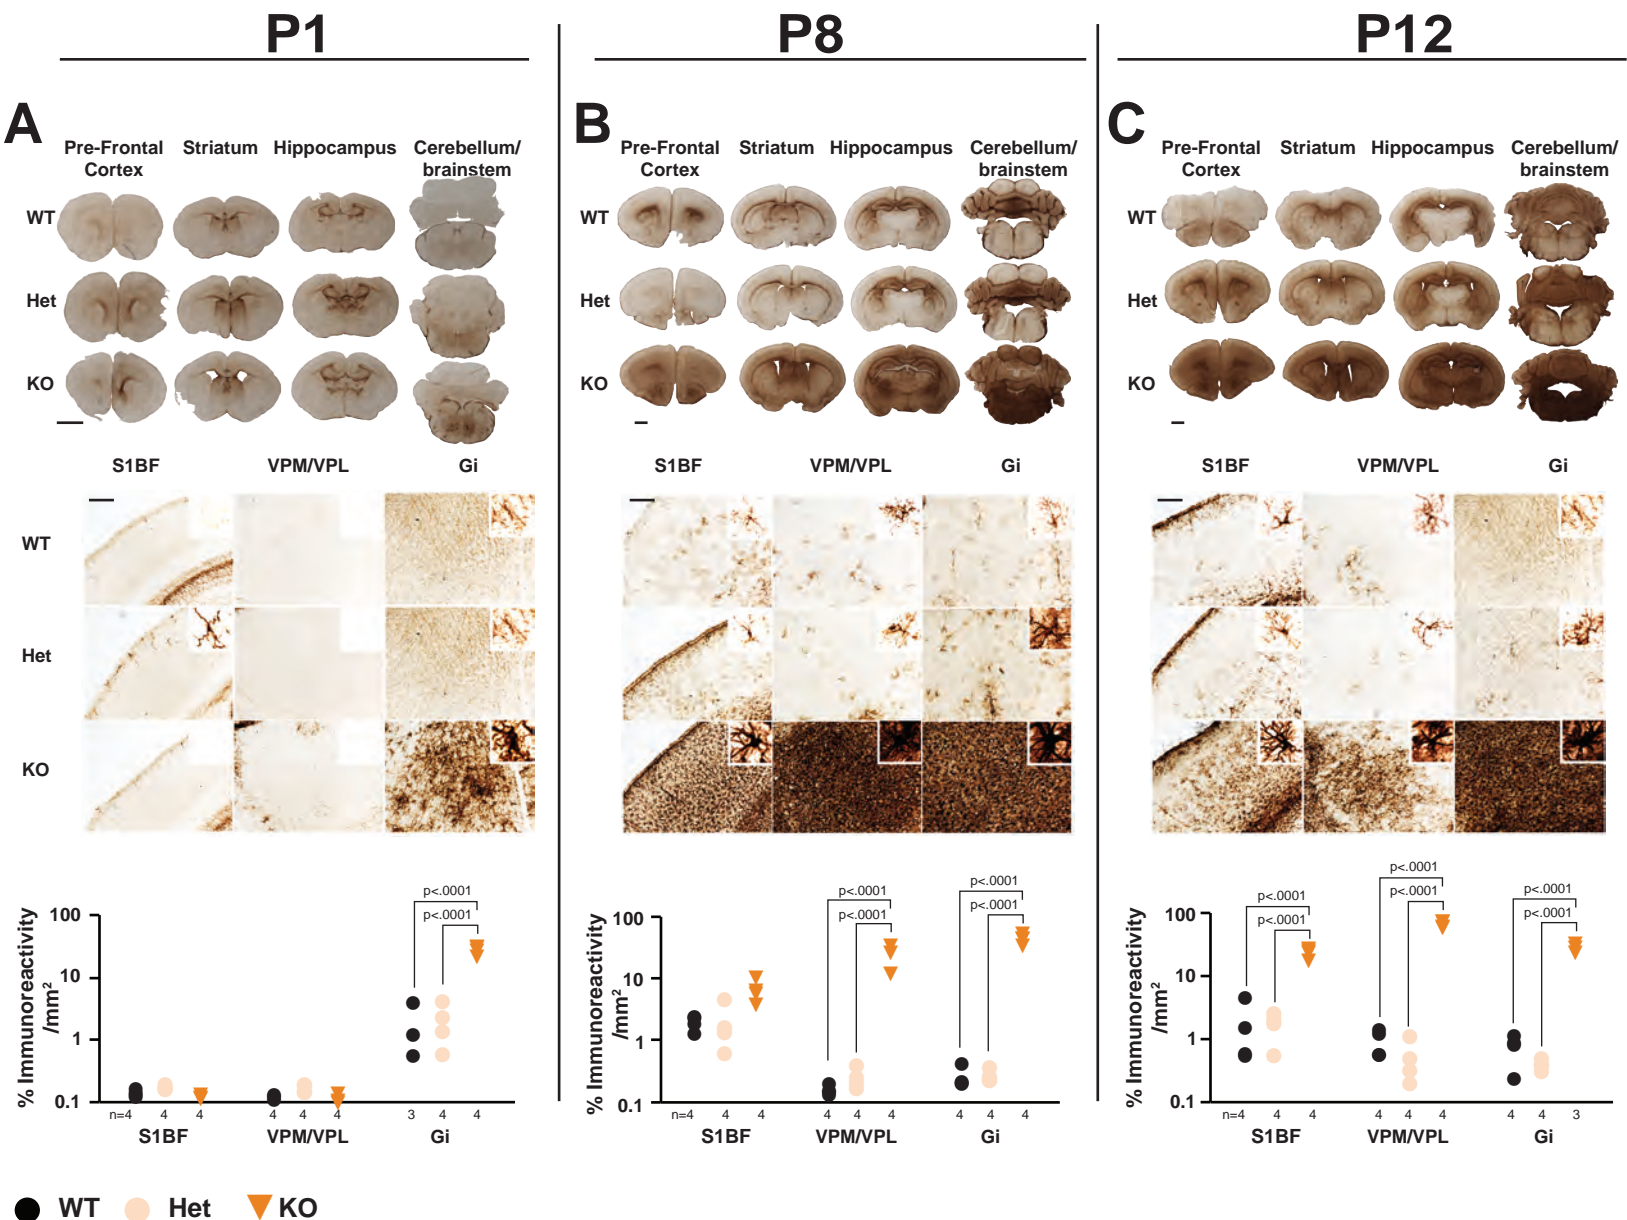 P1
P8
P12
A
Pre-Frontal Cortex Striatum Hippocampus Cerebellum/ brainstem
WT
Het
KO
S1BF VPM/VPL Gi
WT
Het
KO
% Immunoreactivity /mm²
100
10
1
0.1
p<.0001
p<.0001
n=4 4 4 4 4 4 3 4 4
S1BF VPM/VPL Gi
B
Pre-Frontal Cortex Striatum Hippocampus Cerebellum/ brainstem
WT
Het
KO
S1BF VPM/VPL Gi
% Immunoreactivity /mm²
100
10
1
0.1
p<.0001
p<.0001
p<.0001
p<.0001
n=4 4 4 4 4 4 4 4 4
S1BF VPM/VPL Gi
C
Pre-Frontal Cortex Striatum Hippocampus Cerebellum/ brainstem
WT
Het
KO
S1BF VPM/VPL Gi
% Immunoreactivity /mm²
100
10
1
0.1
p<.0001
p<.0001
p<.0001
p<.0001
p<.0001
p<.0001
n=4 4 4 4 4 4 4 4 3
S1BF VPM/VPL Gi
WT Het KO